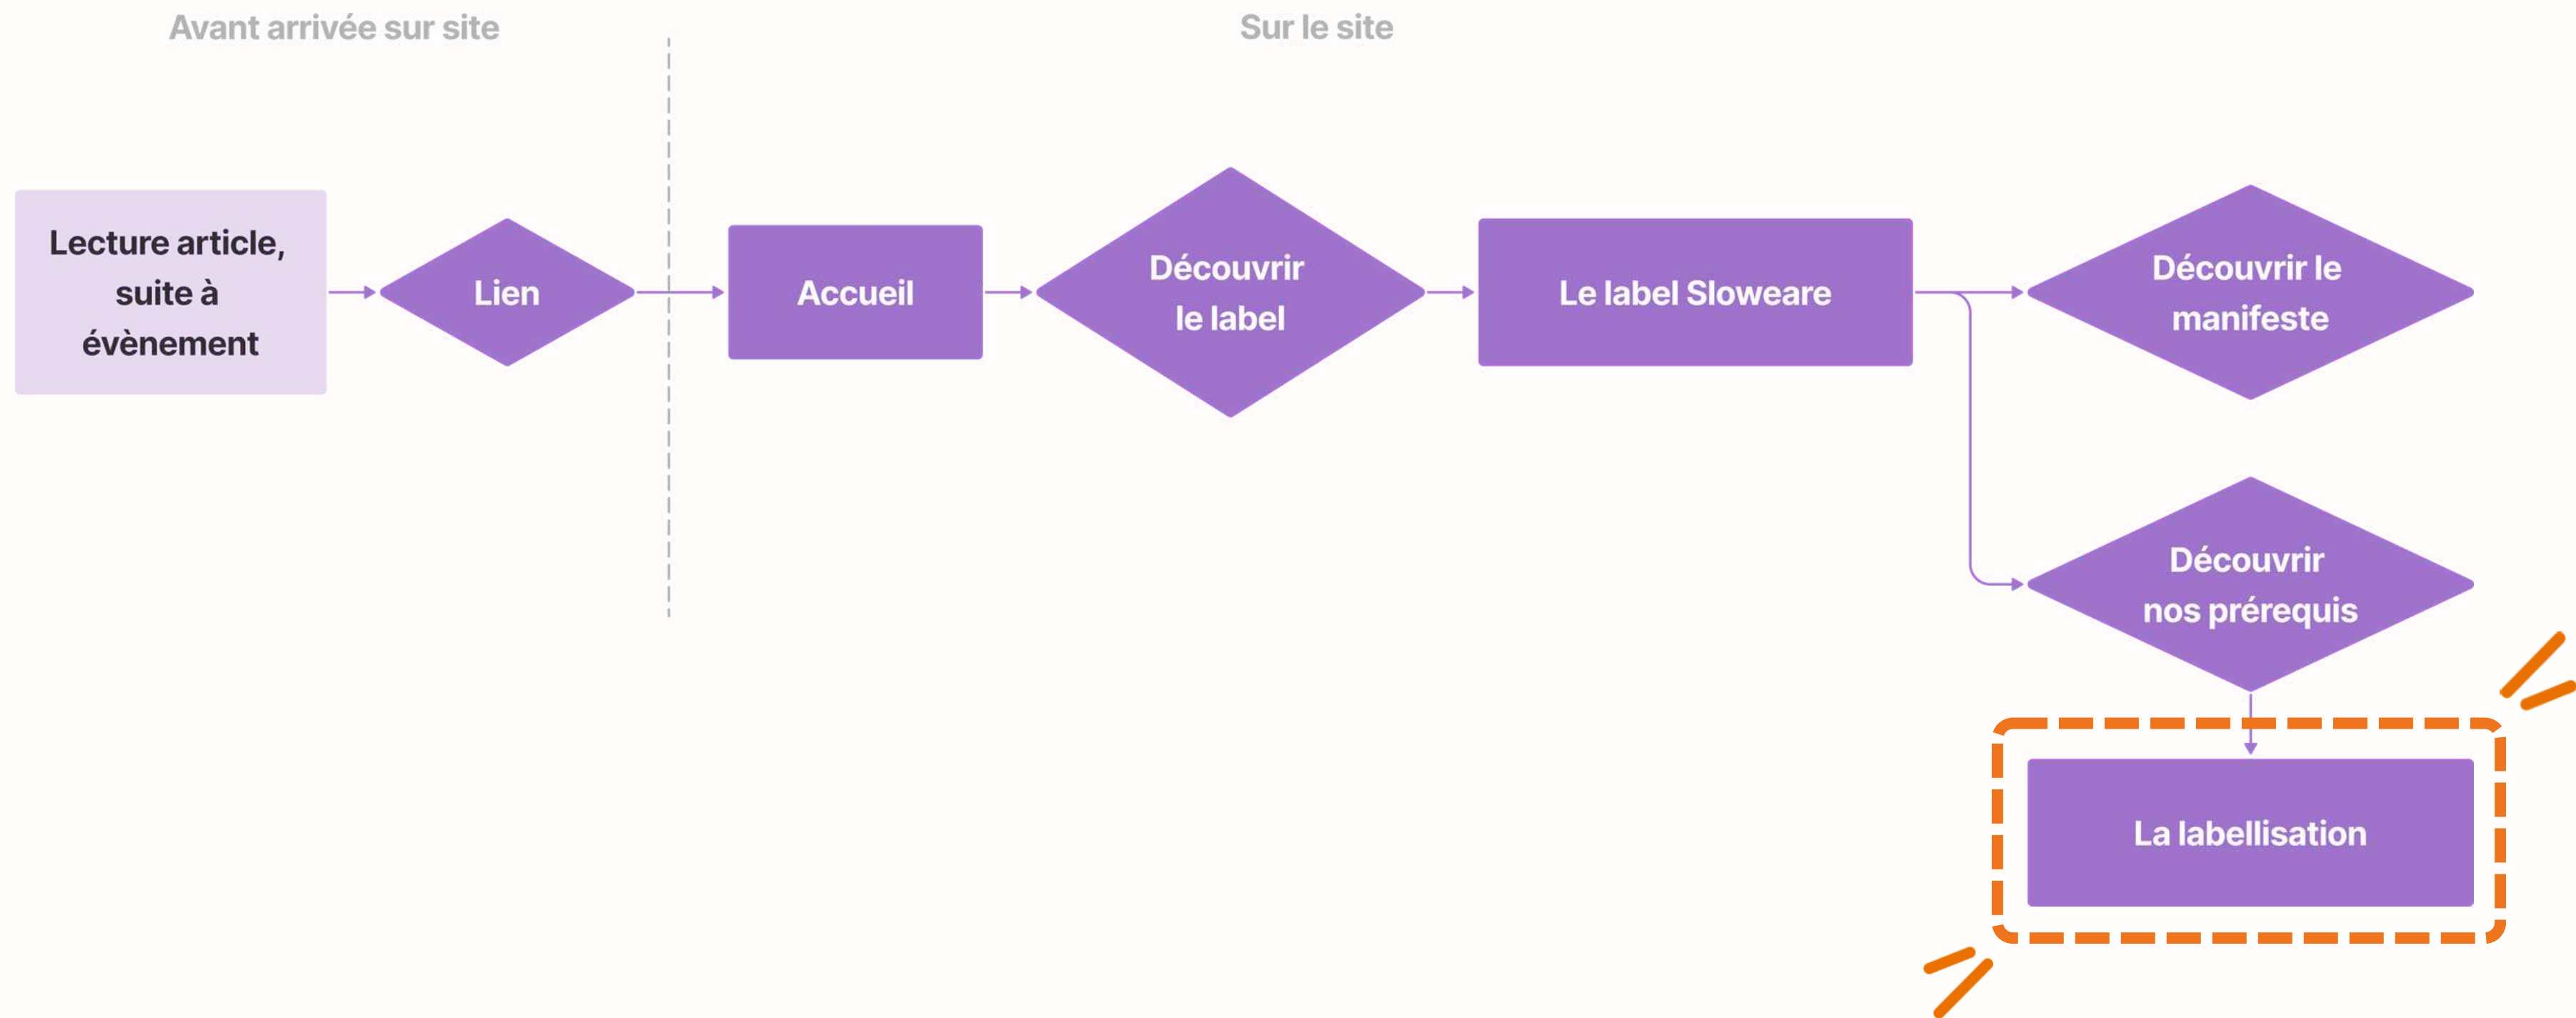 Avant arrivée sur site
Sur le site
Lecture article,
suite à
évènement
Lien
Accueil
Découvrir
le label
Le label Sloweare
Découvrir le
manifeste
Découvrir
nos prérequis
La labellisation